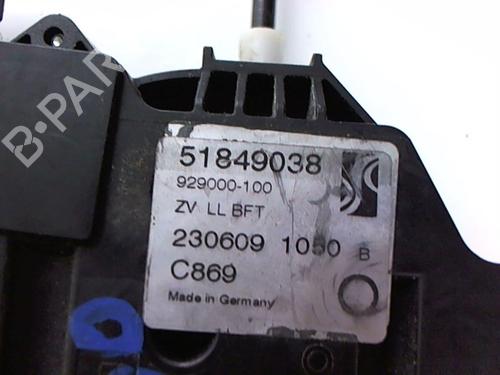 B-PAR
51849038
929000-100
ZV LL BFT
230609 1050 B
C869
Made in Germany